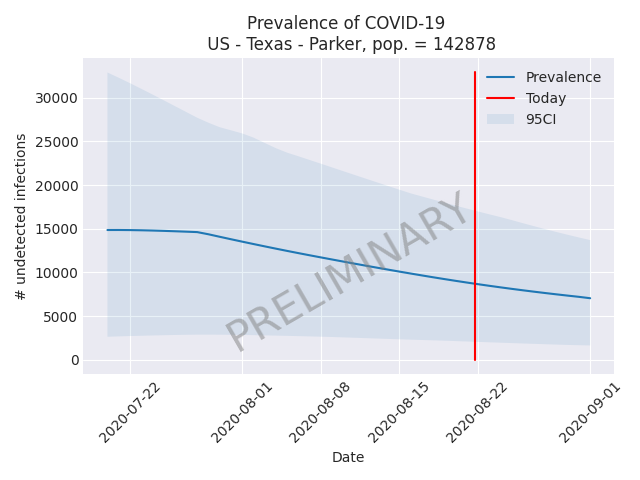 Prevalence of COVID-19
US - Texas - Parker, pop. = 142878
# undetected infections
30000
25000
20000
15000
10000
5000
0
Prevalence
Today
95CI
PRELIMINARY
2020-07-22
2020-08-01
2020-08-08
2020-08-15
2020-08-22
2020-09-01
Date